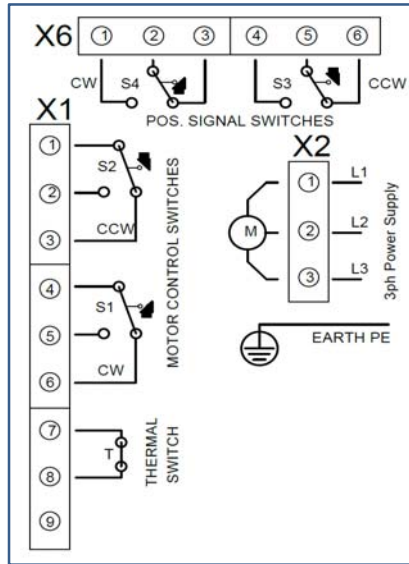 X6 1 2 3 4 5 6
CW S4 S3 CCW
POS. SIGNAL SWITCHES
X1
1
S2
2
CCW
3
4
S1
5
CW
6
MOTOR CONTROL SWITCHES
7
T
8
THERMAL
SWITCH
9
X2
1 L1
M 2 L2
3 L3
3ph Power Supply
EARTH PE